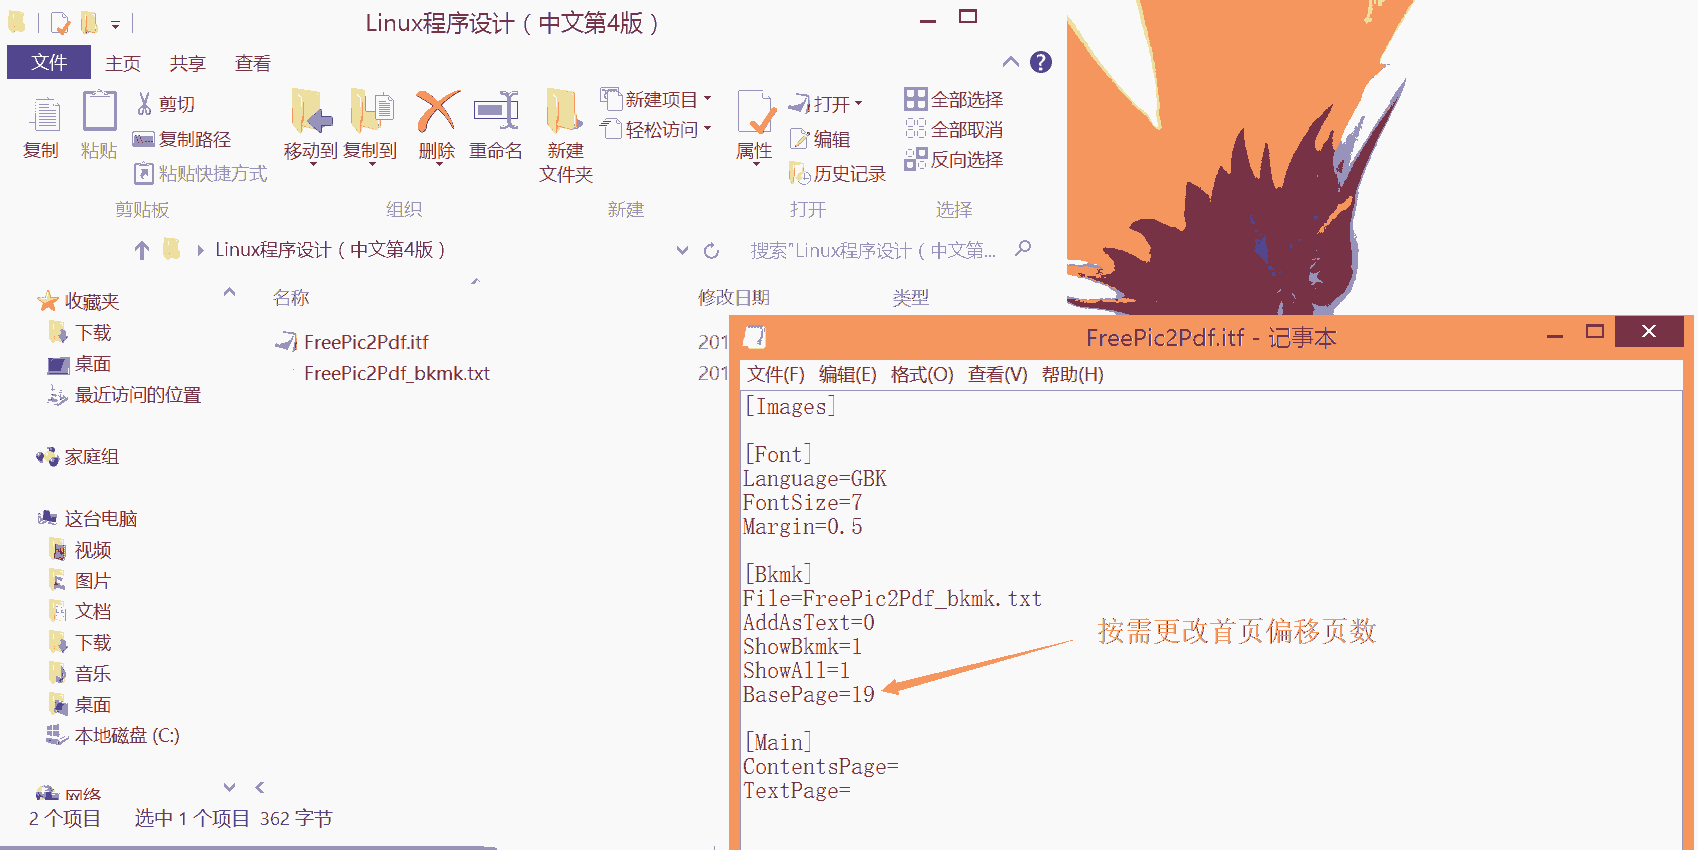 Linux程序设计（中文第4版）
文件 主页 共享 查看
复制
粘贴
剪切
复制路径
粘贴快捷方式
剪贴板
移动到
复制到
删除
重命名
组织
新建
文件夹
新建项目
轻松访问
新建
属性
打开
编辑
历史记录
打开
全部选择
全部取消
反向选择
选择
Linux程序设计（中文第4版）
搜索"Linux程序设计（中文第...
收藏夹
下载
桌面
最近访问的位置
家庭组
这台电脑
视频
图片
文档
下载
音乐
桌面
本地磁盘 (C:)
网络
名称 修改日期 类型
FreePic2Pdf.itf 201
FreePic2Pdf_bkmk.txt 201
2 个项目 选中 1 个项目 362 字节
FreePic2Pdf.itf - 记事本
文件(F) 编辑(E) 格式(O) 查看(V) 帮助(H)
[Images]
[Font]
Language=GBK
FontSize=7
Margin=0.5
[Bkmk]
File=FreePic2Pdf_bkmk.txt
AddAsText=0
ShowBkmk=1
ShowAll=1
BasePage=19
按需更改首页偏移页数
[Main]
ContentsPage=
TextPage=